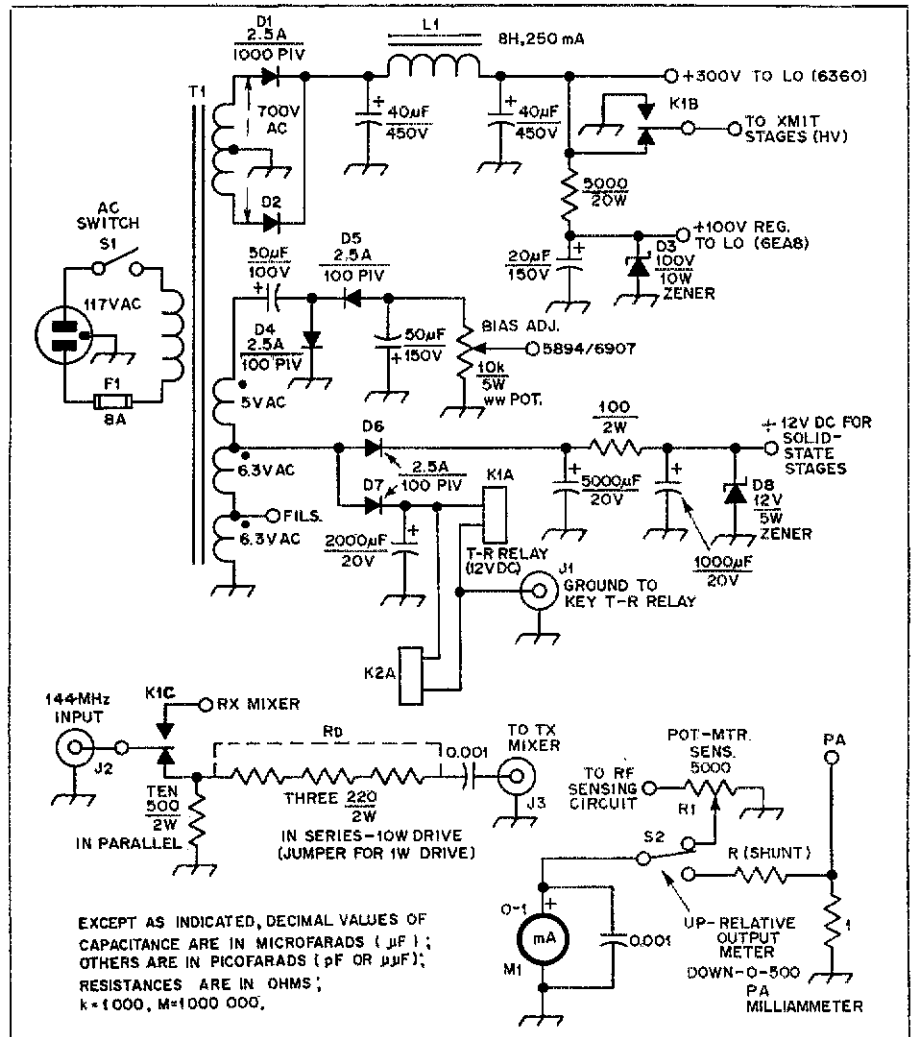 D1
2.5A
1000 PIV
L1
8H,250 mA
T1
700V
AC
+
40µF
450V
+
40µF
450V
+300V TO LO (6360)
K1B
TO XMIT
STAGES (HV)
D2
5000
20W
AC
SWITCH
S1
117VAC
F1
8A
50µF
100V
+
D5
2.5A
100 PIV
D4
2.5A
100 PIV
50µF
150V
+
20µF
150V
+
+100V REG.
TO LO (6EA8)
D3
100V
10W
ZENER
BIAS ADJ.
5894/6907
10k
5W
WW POT.
5VAC
6.3VAC
FILS.
6.3VAC
D6
2.5A
100 PIV
D7
+
2000µF
20V
K1A
T-R RELAY
(12VDC)
+
5000µF
20V
100
2W
+
1000µF
20V
+12V DC FOR
SOLID-
STATE
STAGES
D8
12V
5W
ZENER
J1
GROUND TO
KEY T-R RELAY
K2A
144-MHz
INPUT
J2
K1C
RX MIXER
RD
TEN
500
2W
IN PARALLEL
THREE 220
2W
IN SERIES-10W DRIVE
(JUMPER FOR 1W DRIVE)
0.001
TO TX
MIXER
J3
POT-MTR.
SENS.
5000
TO RF
SENSING
CIRCUIT
R1
PA
S2
R (SHUNT)
1
0-1
+
mA
M1
0.001
UP-RELATIVE
OUTPUT
METER
DOWN-0-500
PA
MILLIAMMETER
EXCEPT AS INDICATED, DECIMAL VALUES OF
CAPACITANCE ARE IN MICROFARADS (µF);
OTHERS ARE IN PICOFARADS (pF OR µµF);
RESISTANCES ARE IN OHMS;
k=1000, M=1000 000.